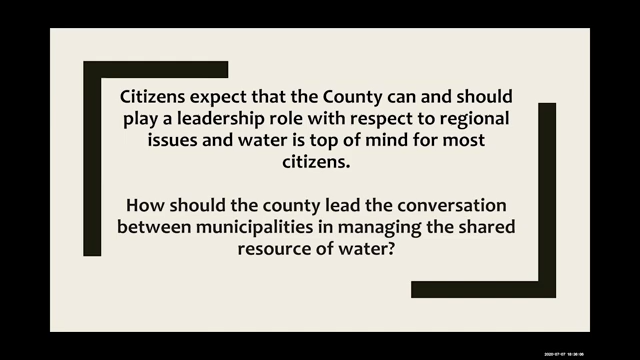 Citizens expect that the County can and should
play a leadership role with respect to regional
issues and water is top of mind for most
citizens.
How should the county lead the conversation
between municipalities in managing the shared
resource of water?